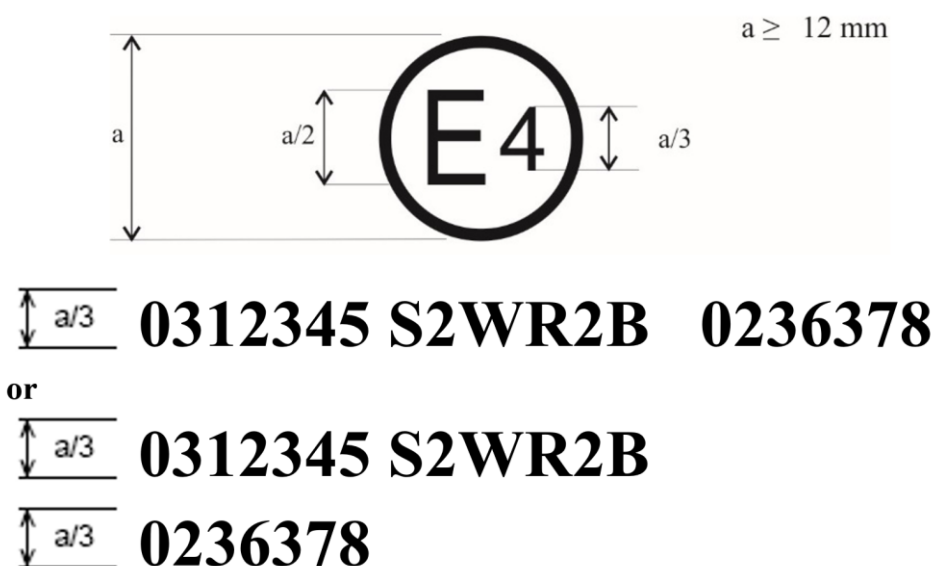 a ≥ 12 mm
a a/2 E4 a/3
a/3 0312345 S2WR2B 0236378
or
a/3 0312345 S2WR2B
a/3 0236378